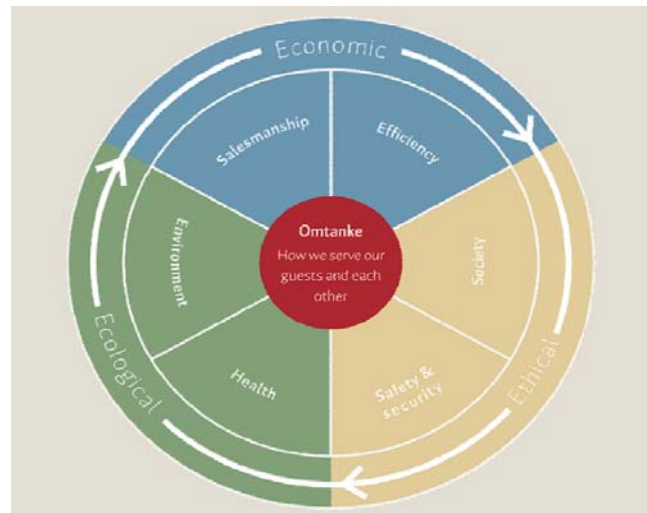 Economic
Salesmanship
Efficiency
Omtanke
How we serve our
guests and each
other
Environment
Society
Ecological
Health
Safety &
security
Ethical